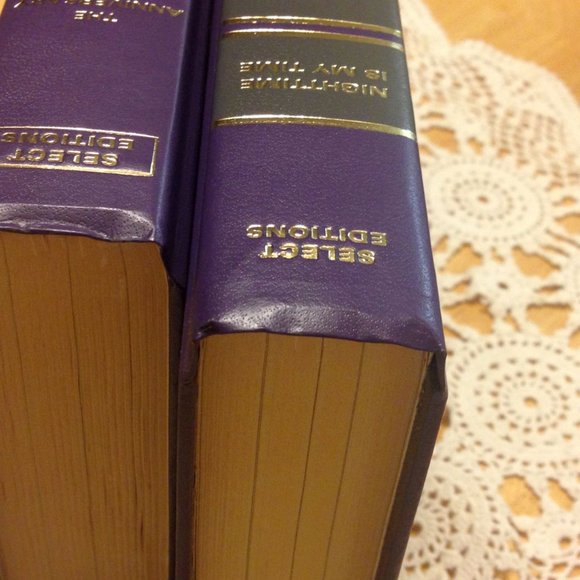 SELECT
EDITIONS
THE
ANNIVERSARY
SELECT
EDITIONS
NIGHTTIME
IS MY TIME